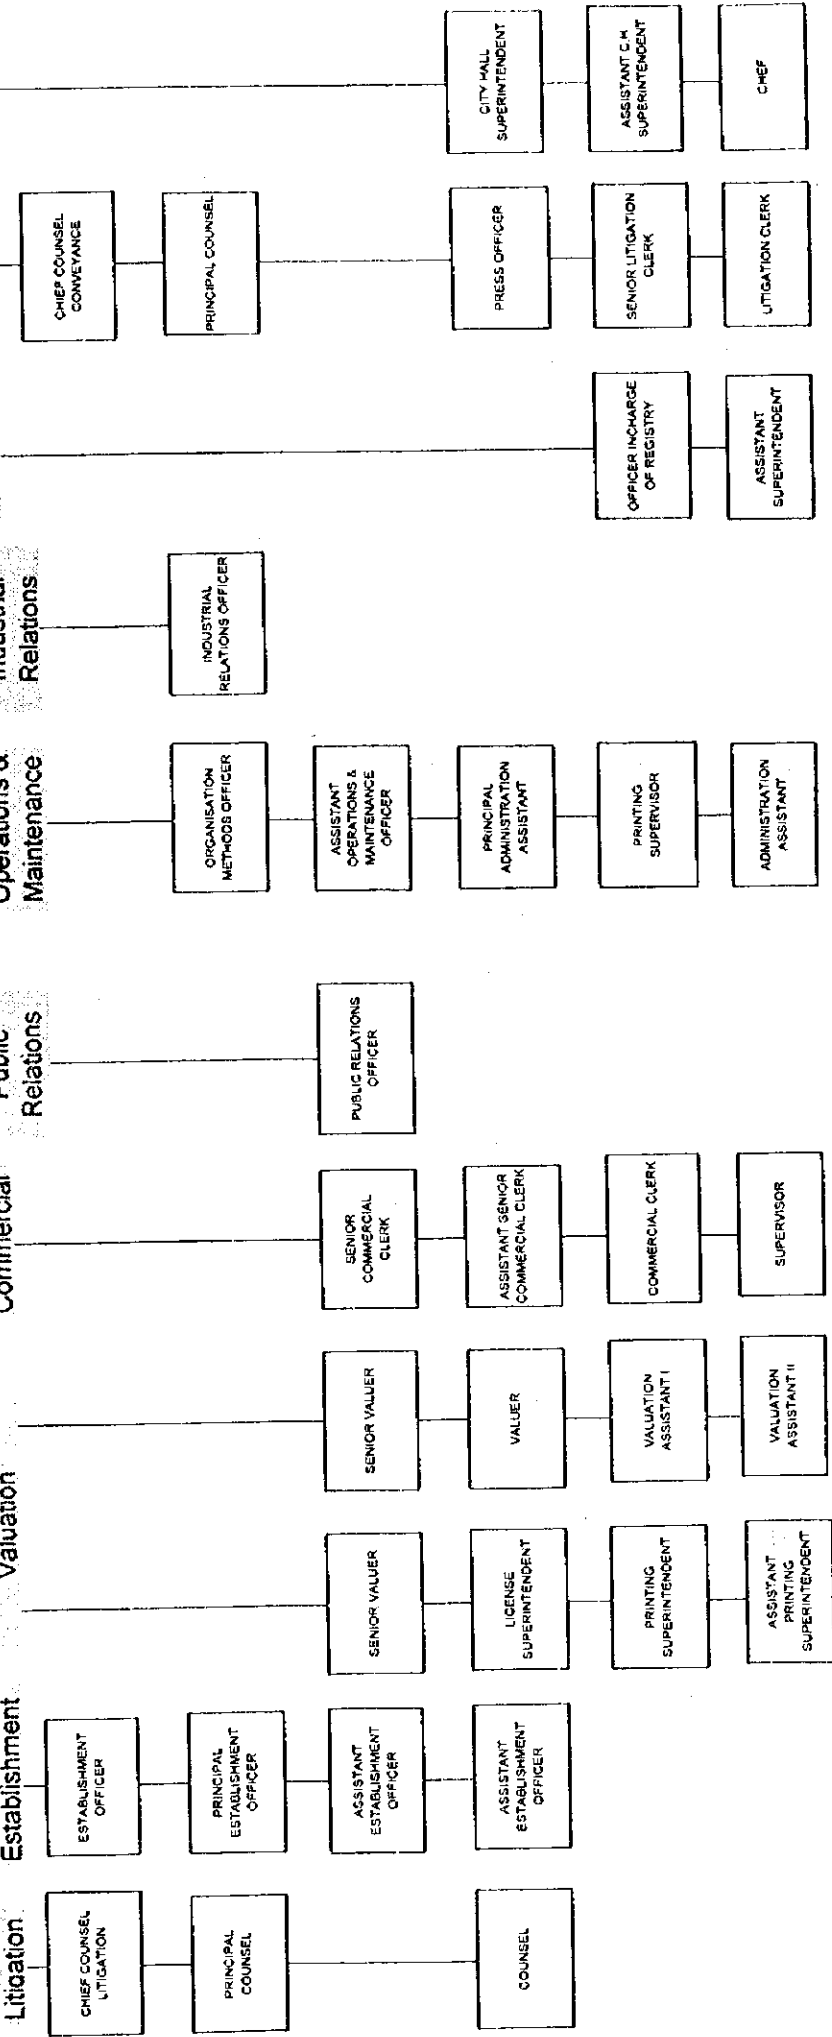 Litigation
CHIEF COUNSEL
LITIGATION
PRINCIPAL
COUNSEL
COUNSEL
Establishment
ESTABLISHMENT
OFFICER
PRINCIPAL
ESTABLISHMENT
OFFICER
ASSISTANT
ESTABLISHMENT
OFFICER
ASSISTANT
ESTABLISHMENT
OFFICER
Valuation
SENIOR VALUER
LICENSE
SUPERINTENDENT
PRINTING
SUPERINTENDENT
ASSISTANT
PRINTING
SUPERINTENDENT
SENIOR VALUER
VALUER
VALUATION
ASSISTANT I
VALUATION
ASSISTANT II
Commercial
SENIOR
COMMERCIAL
CLERK
ASSISTANT SENIOR
COMMERCIAL CLERK
COMMERCIAL CLERK
SUPERVISOR
Public
Relations
PUBLIC RELATIONS
OFFICER
Operations &
Maintenance
ORGANISATION
METHODS OFFICER
ASSISTANT
OPERATIONS &
MAINTENANCE
OFFICER
PRINCIPAL
ADMINISTRATION
ASSISTANT
PRINTING
SUPERVISOR
ADMINISTRATION
ASSISTANT
Relations
INDUSTRIAL
RELATIONS OFFICER
OFFICER INCHARGE
OF REGISTRY
ASSISTANT
SUPERINTENDENT
CHIEF COUNSEL
CONVEYANCE
PRINCIPAL COUNSEL
PRESS OFFICER
SENIOR LITIGATION
CLERK
LITIGATION CLERK
CITY HALL
SUPERINTENDENT
ASSISTANT C.H.
SUPERINTENDENT
CHEF